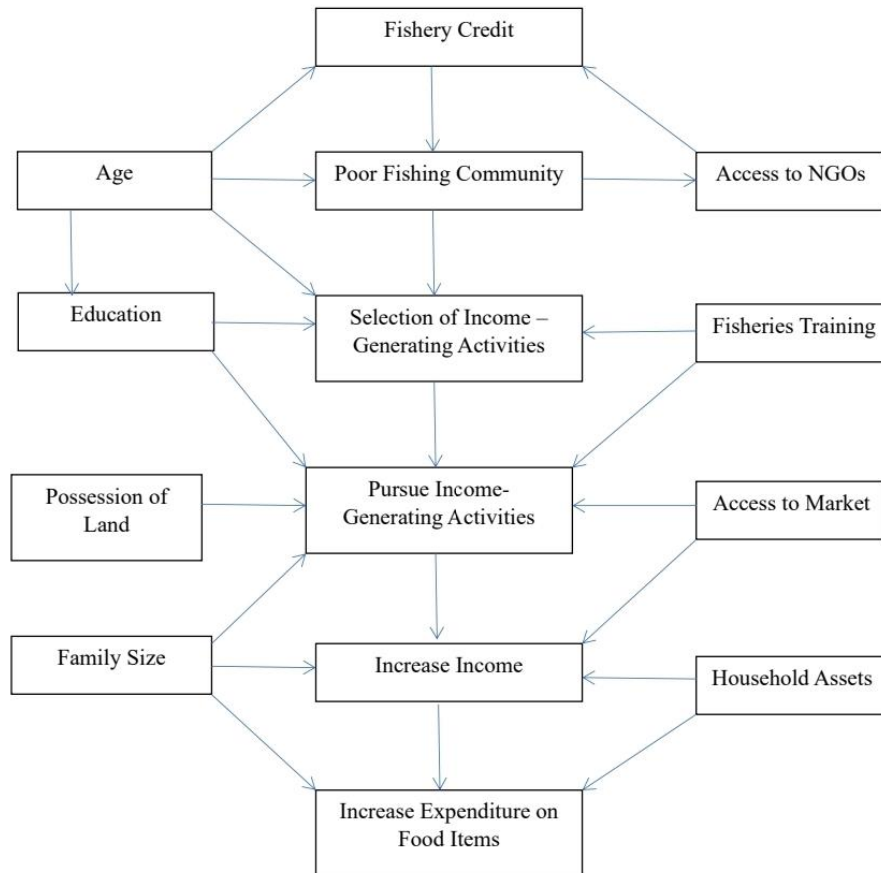 Fishery Credit
Age
Poor Fishing Community
Access to NGOs
Education
Selection of Income –
Generating Activities
Fisheries Training
Possession of
Land
Pursue Income-
Generating Activities
Access to Market
Family Size
Increase Income
Household Assets
Increase Expenditure on
Food Items